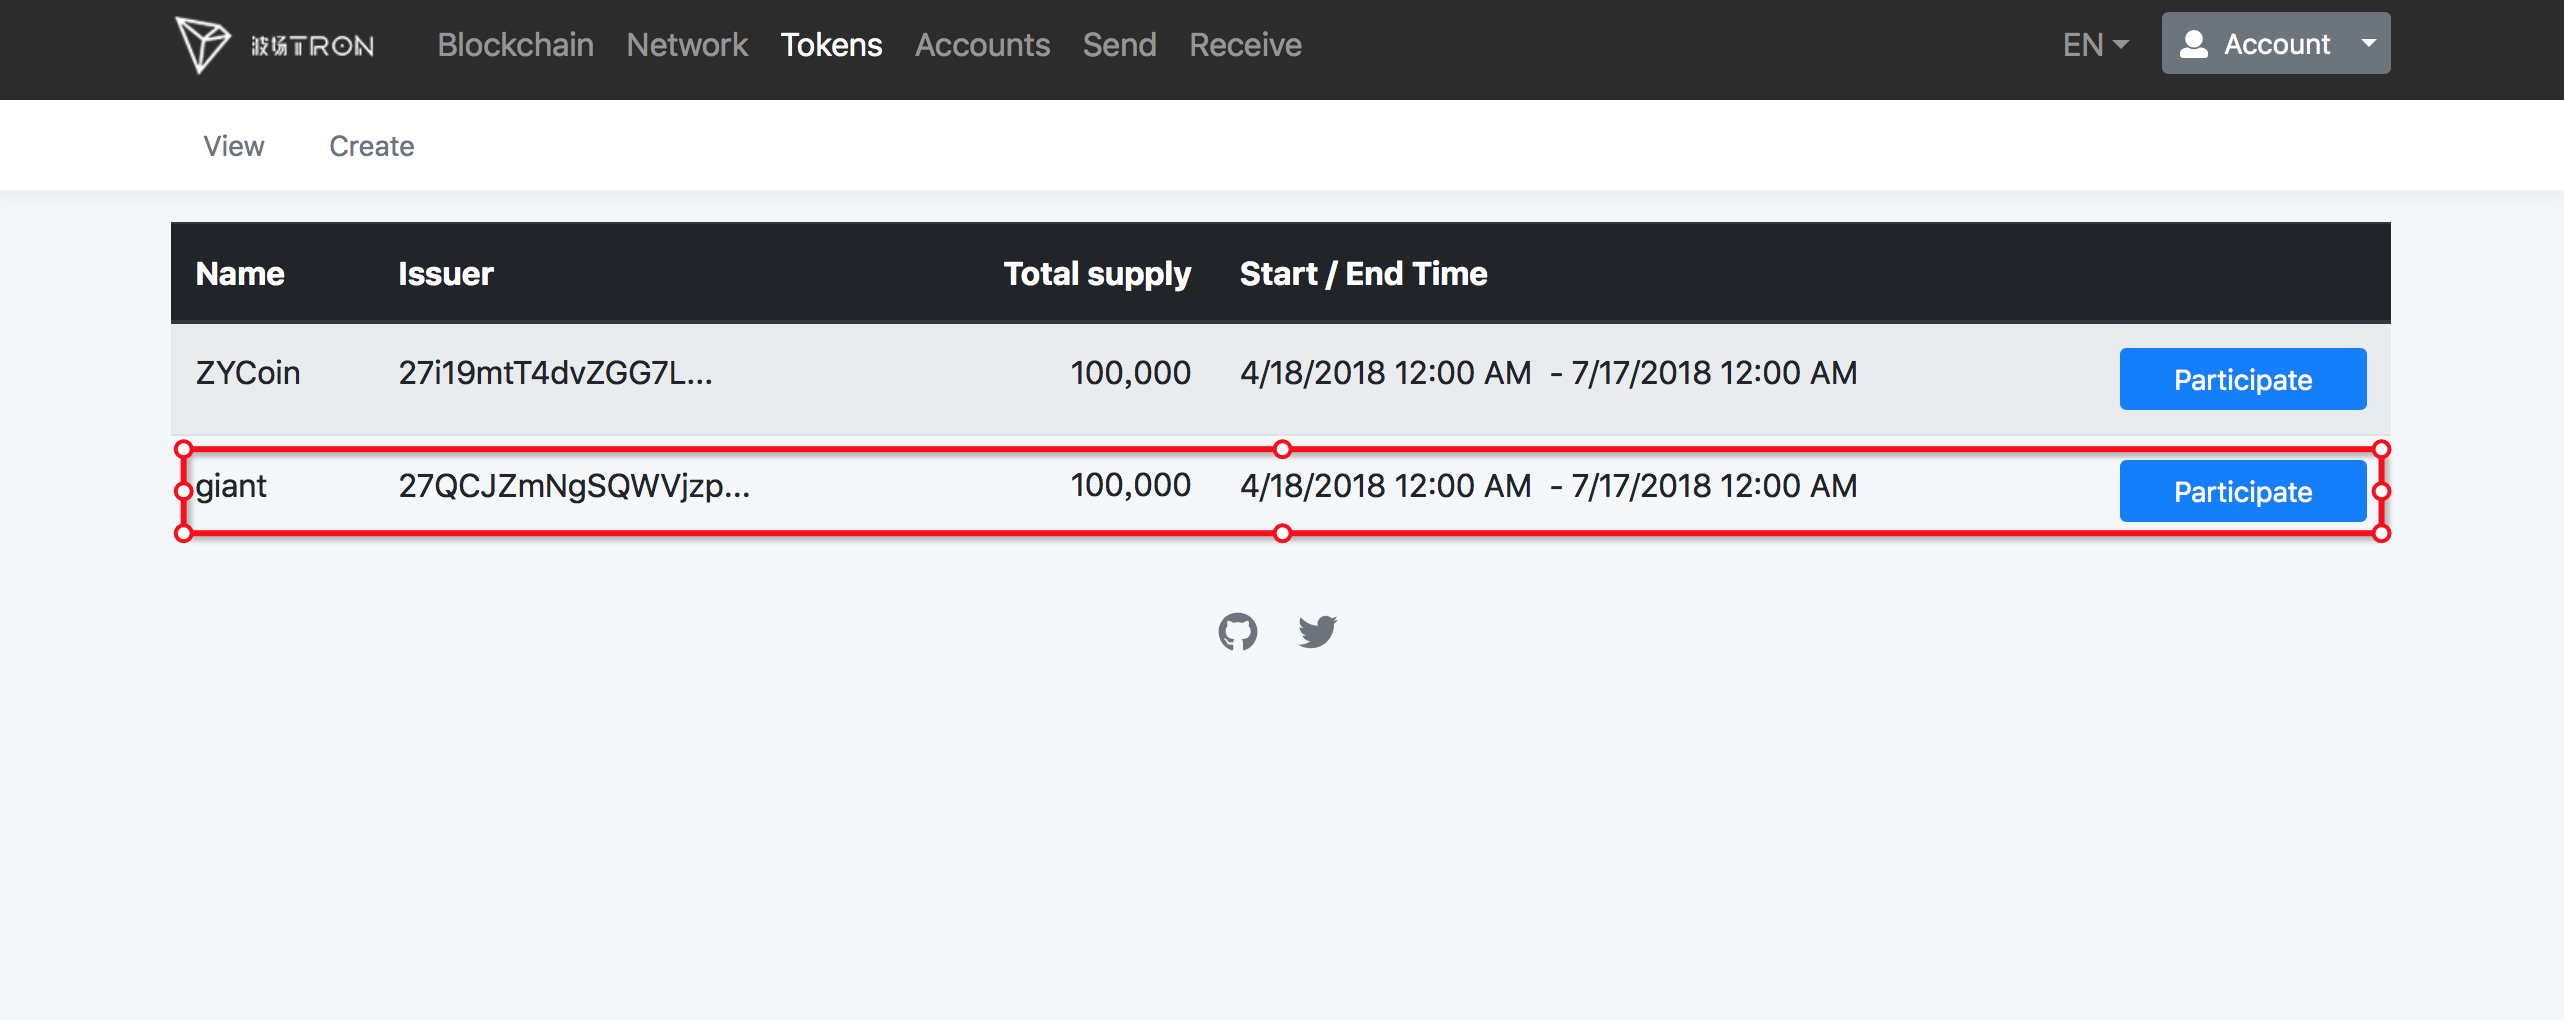 波场TRON Blockchain Network Tokens Accounts Send Receive EN Account
View Create
Name Issuer Total supply Start / End Time
ZYCoin 27i19mtT4dvZGG7L... 100,000 4/18/2018 12:00 AM - 7/17/2018 12:00 AM Participate
giant 27QCJZmNgSQWVjzp... 100,000 4/18/2018 12:00 AM - 7/17/2018 12:00 AM Participate